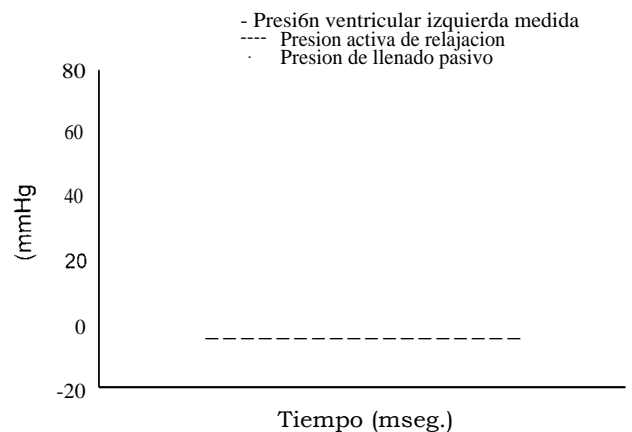 - Presi6n ventricular izquierda medida
---- Presion activa de relajacion
· Presion de llenado pasivo
80
60
40
20
0
-20
(mmHg
Tiempo (mseg.)